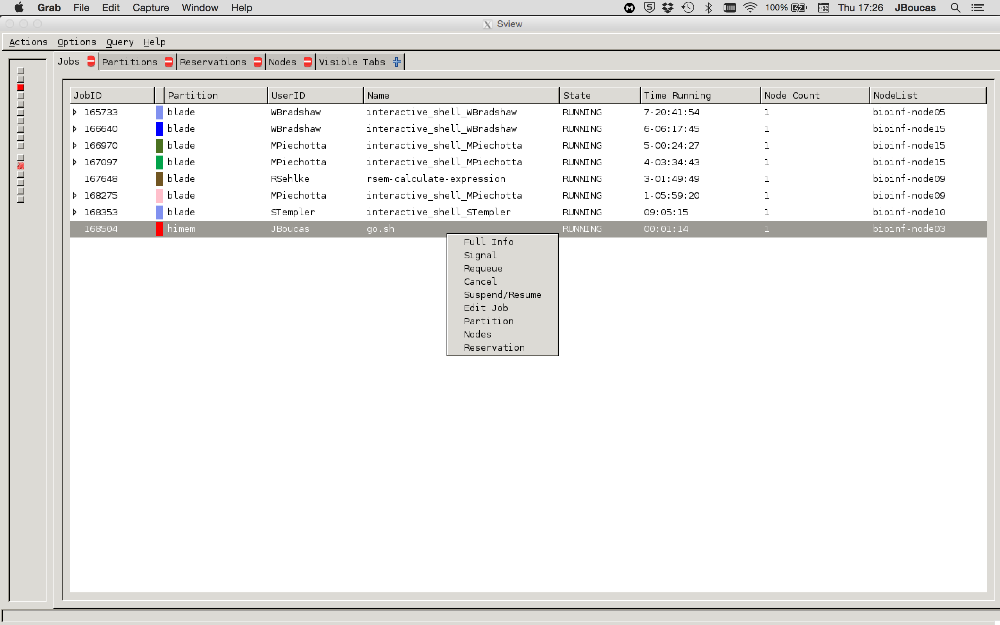 Grab File Edit Capture Window Help 100% Thu 17:26 JBoucas
Sview
Actions Options Query Help
Jobs Partitions Reservations Nodes Visible Tabs
JobID Partition UserID Name State Time Running Node Count NodeList
165733 blade WBradshaw interactive_shell_WBradshaw RUNNING 7-20:41:54 1 bioinf-node05
166640 blade WBradshaw interactive_shell_WBradshaw RUNNING 6-06:17:45 1 bioinf-node15
166970 blade MPiechotta interactive_shell_MPiechotta RUNNING 5-00:24:27 1 bioinf-node15
167097 blade MPiechotta interactive_shell_MPiechotta RUNNING 4-03:34:43 1 bioinf-node15
167648 blade RSehlke rsem-calculate-expression RUNNING 3-01:49:49 1 bioinf-node09
168275 blade MPiechotta interactive_shell_MPiechotta RUNNING 1-05:59:20 1 bioinf-node09
168353 blade STempler interactive_shell_STempler RUNNING 09:05:15 1 bioinf-node10
168504 himem JBoucas go.sh RUNNING 00:01:14 1 bioinf-node03
Full Info
Signal
Requeue
Cancel
Suspend/Resume
Edit Job
Partition
Nodes
Reservation